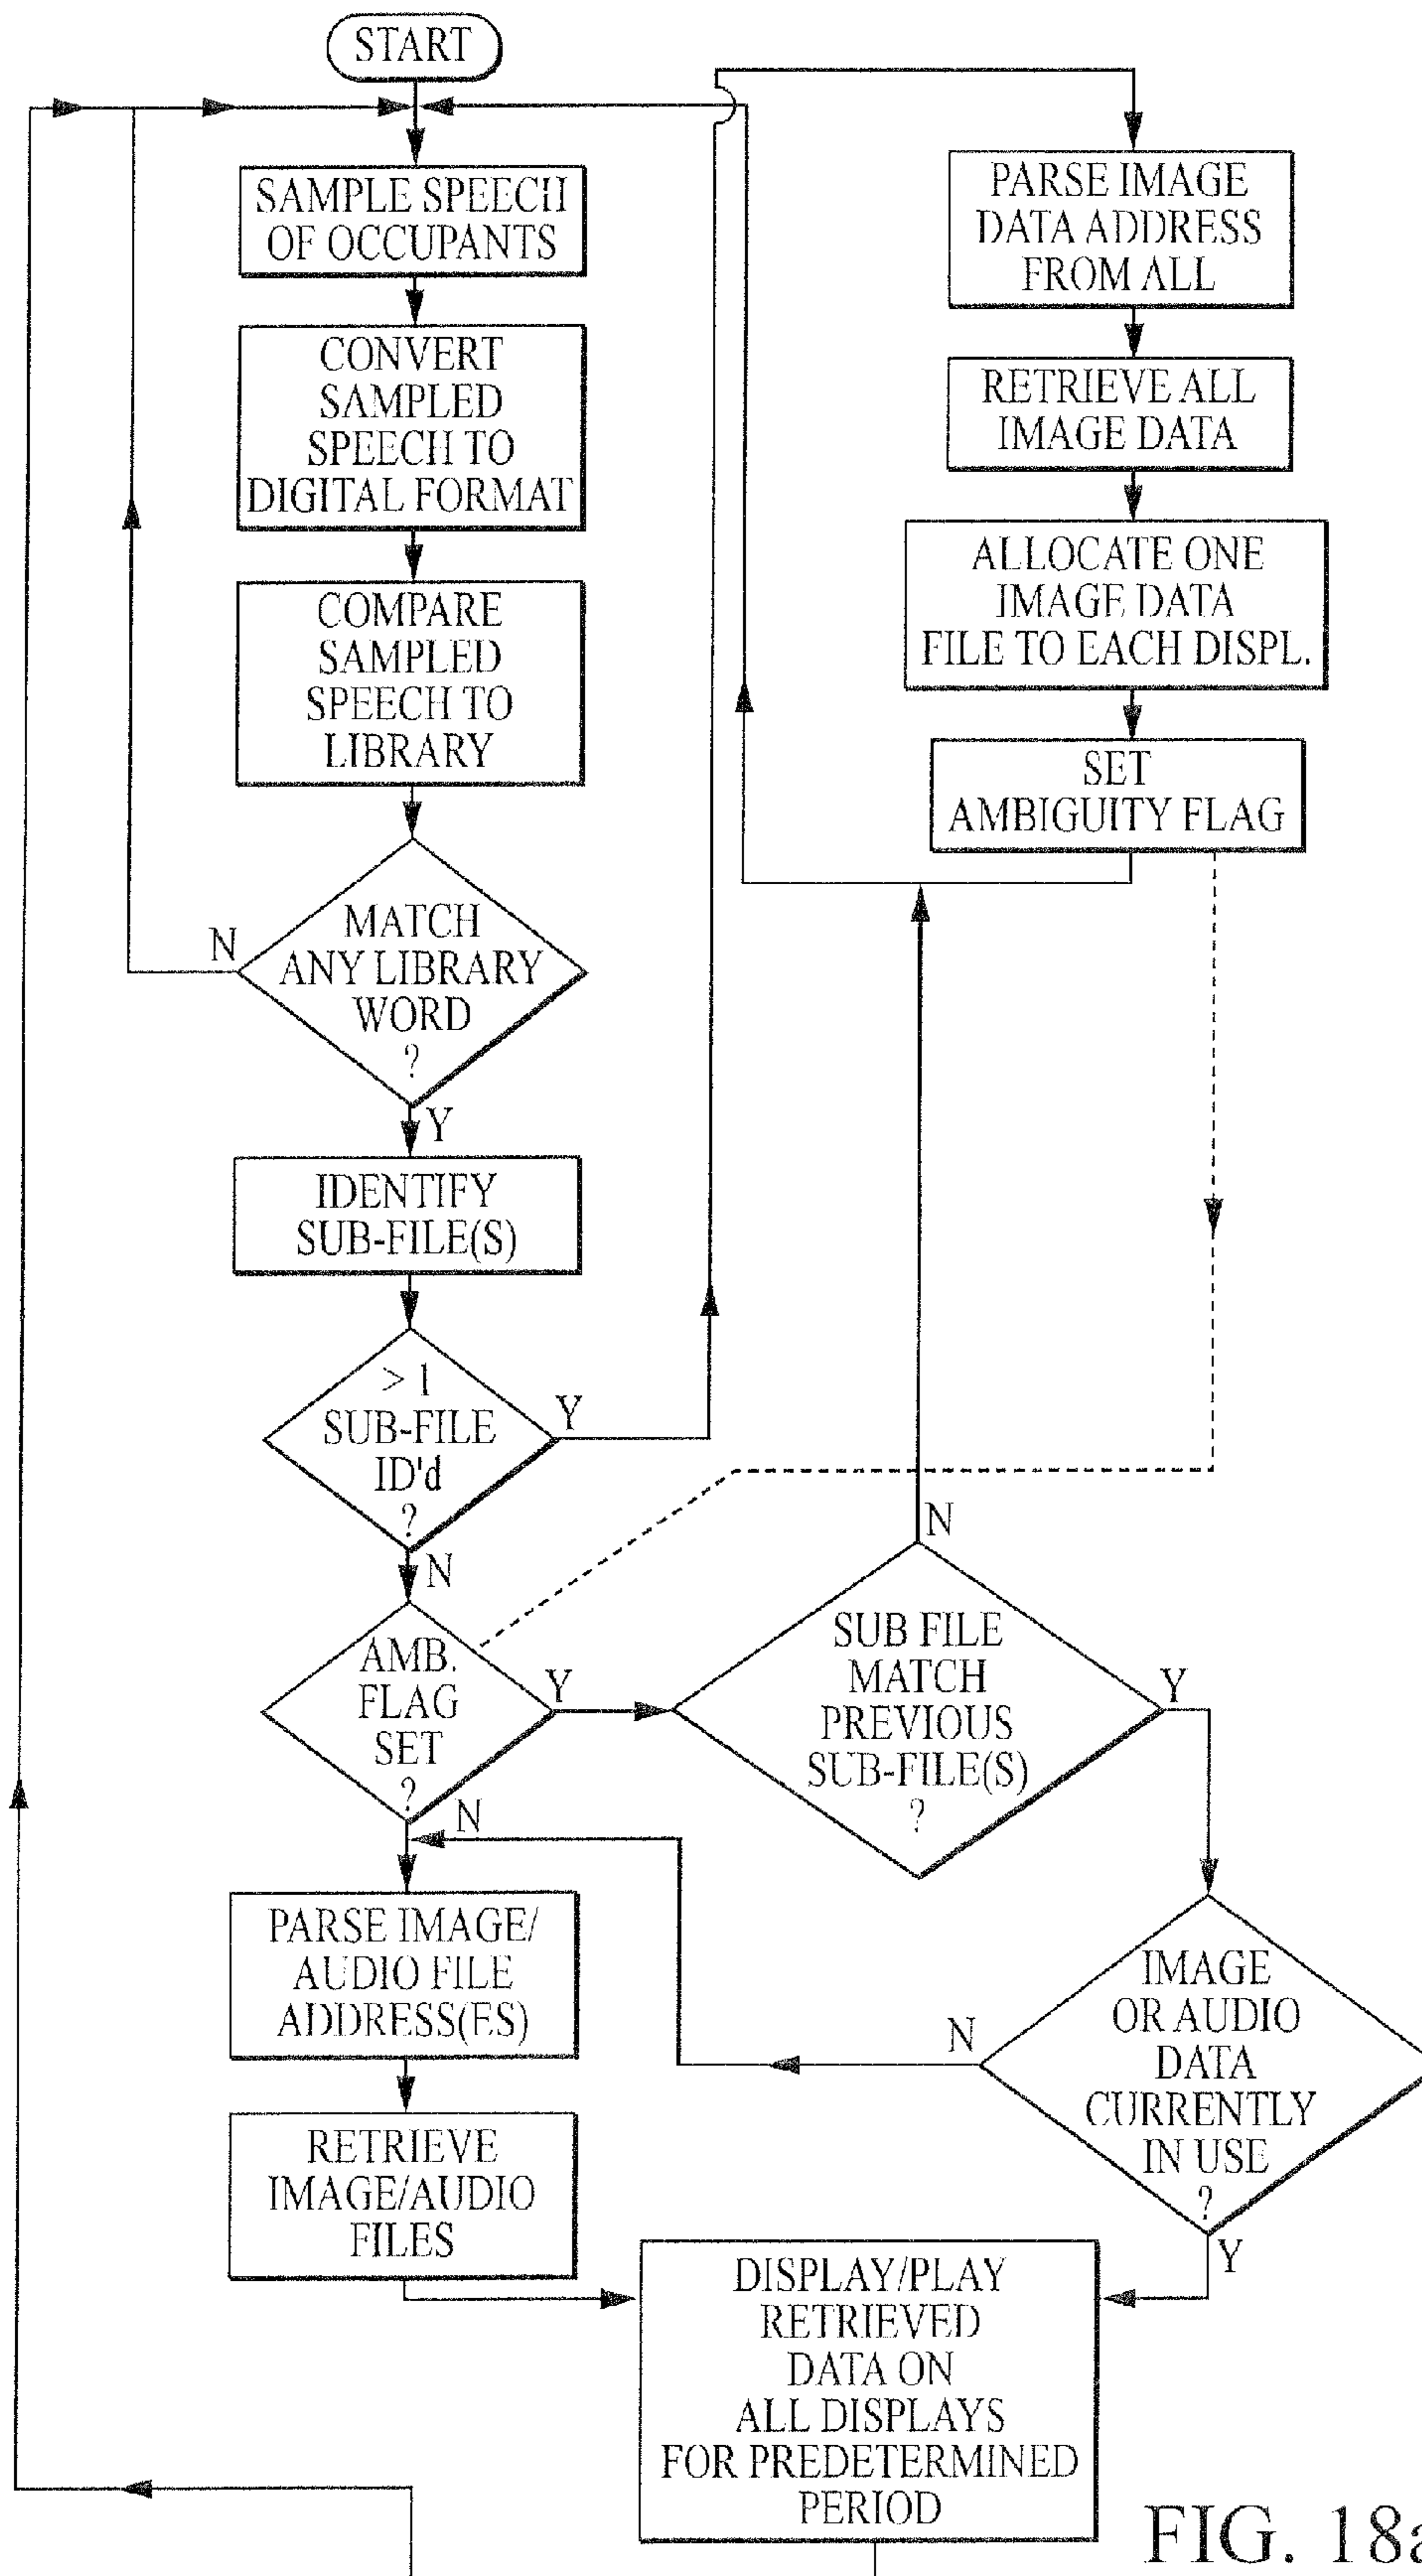 START
SAMPLE SPEECH
OF OCCUPANTS
CONVERT
SAMPLED
SPEECH TO
DIGITAL FORMAT
COMPARE
SAMPLED
SPEECH TO
LIBRARY
MATCH
ANY LIBRARY
WORD
?
N
Y
IDENTIFY
SUB-FILE(S)
> 1
SUB-FILE
ID'd
?
Y
N
AMB.
FLAG
SET
?
Y
N
PARSE IMAGE/
AUDIO FILE
ADDRESS(ES)
RETRIEVE
IMAGE/AUDIO
FILES
PARSE IMAGE
DATA ADDRESS
FROM ALL
RETRIEVE ALL
IMAGE DATA
ALLOCATE ONE
IMAGE DATA
FILE TO EACH DISPL.
SET
AMBIGUITY FLAG
N
SUB FILE
MATCH
PREVIOUS
SUB-FILE(S)
?
Y
IMAGE
OR AUDIO
DATA
CURRENTLY
IN USE
?
N
Y
DISPLAY/PLAY
RETRIEVED
DATA ON
ALL DISPLAYS
FOR PREDETERMINED
PERIOD
FIG. 18a